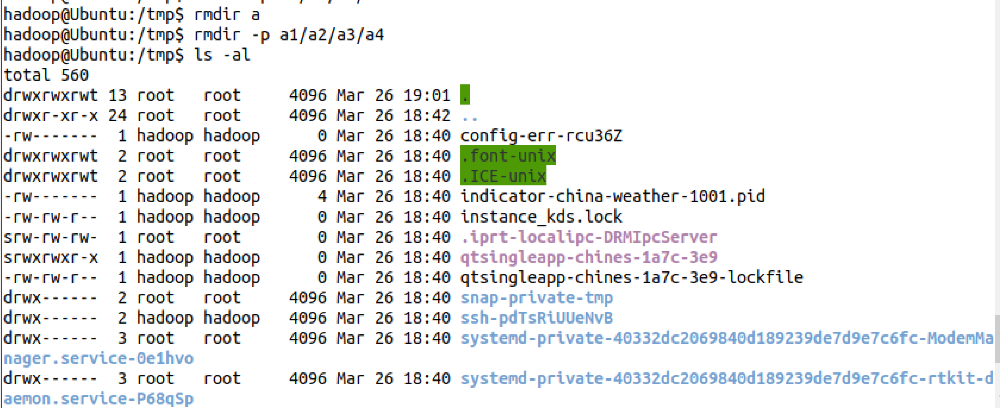 hadoop@Ubuntu:/tmp$ rmdir a
hadoop@Ubuntu:/tmp$ rmdir -p a1/a2/a3/a4
hadoop@Ubuntu:/tmp$ ls -al
total 560
drwxrwxrwt 13 root   root     4096 Mar 26 19:01 .
drwxr-xr-x 24 root   root     4096 Mar 26 18:42 ..
-rw-------  1 hadoop hadoop      0 Mar 26 18:40 config-err-rcu36Z
drwxrwxrwt  2 root   root     4096 Mar 26 18:40 .font-unix
drwxrwxrwt  2 root   root     4096 Mar 26 18:40 .ICE-unix
-rw-------  1 hadoop hadoop      4 Mar 26 18:40 indicator-china-weather-1001.pid
-rw-rw-r--  1 hadoop hadoop      0 Mar 26 18:40 instance_kds.lock
srw-rw-rw-  1 root   root        0 Mar 26 18:40 .iprt-localipc-DRMIpcServer
srwxrwxr-x  1 hadoop hadoop      0 Mar 26 18:40 qtsingleapp-chines-1a7c-3e9
-rw-rw-r--  1 hadoop hadoop      0 Mar 26 18:40 qtsingleapp-chines-1a7c-3e9-lockfile
drwx------  2 root   root     4096 Mar 26 18:40 snap-private-tmp
drwx------  2 hadoop hadoop   4096 Mar 26 18:40 ssh-pdTsRiUUeNvB
drwx------  3 root   root     4096 Mar 26 18:40 systemd-private-40332dc2069840d189239de7d9e7c6fc-ModemMa
nager.service-0e1hvo
drwx------  3 root   root     4096 Mar 26 18:40 systemd-private-40332dc2069840d189239de7d9e7c6fc-rtkit-d
aemon.service-P68qSp